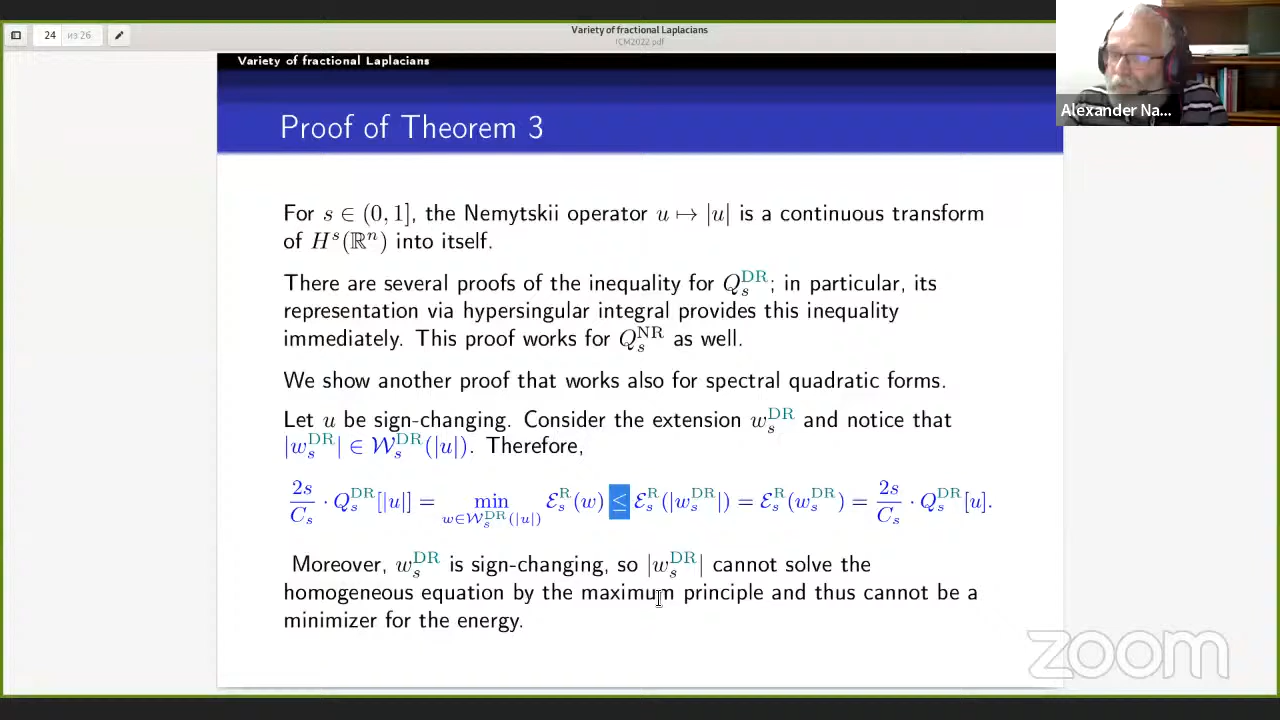 24 из 26
Variety of fractional Laplacians
ICM2022.pdf
Variety of fractional Laplacians
Alexander Na...
Proof of Theorem 3
For s ∈ (0, 1], the Nemytskii operator u ↦ |u| is a continuous transform
of H^s(ℝ^n) into itself.
There are several proofs of the inequality for Q_s^{DR}; in particular, its
representation via hypersingular integral provides this inequality
immediately. This proof works for Q_s^{NR} as well.
We show another proof that works also for spectral quadratic forms.
Let u be sign-changing. Consider the extension w_s^{DR} and notice that
|w_s^{DR}| ∈ 𝒲_s^{DR}(|u|). Therefore,
2s/C_s · Q_s^{DR}[|u|] = min_{w∈𝒲_s^{DR}(|u|)} ℰ_s^R(w) ≤ ℰ_s^R(|w_s^{DR}|) = ℰ_s^R(w_s^{DR}) = 2s/C_s · Q_s^{DR}[u].
Moreover, w_s^{DR} is sign-changing, so |w_s^{DR}| cannot solve the
homogeneous equation by the maximum principle and thus cannot be a
minimizer for the energy.
zoom